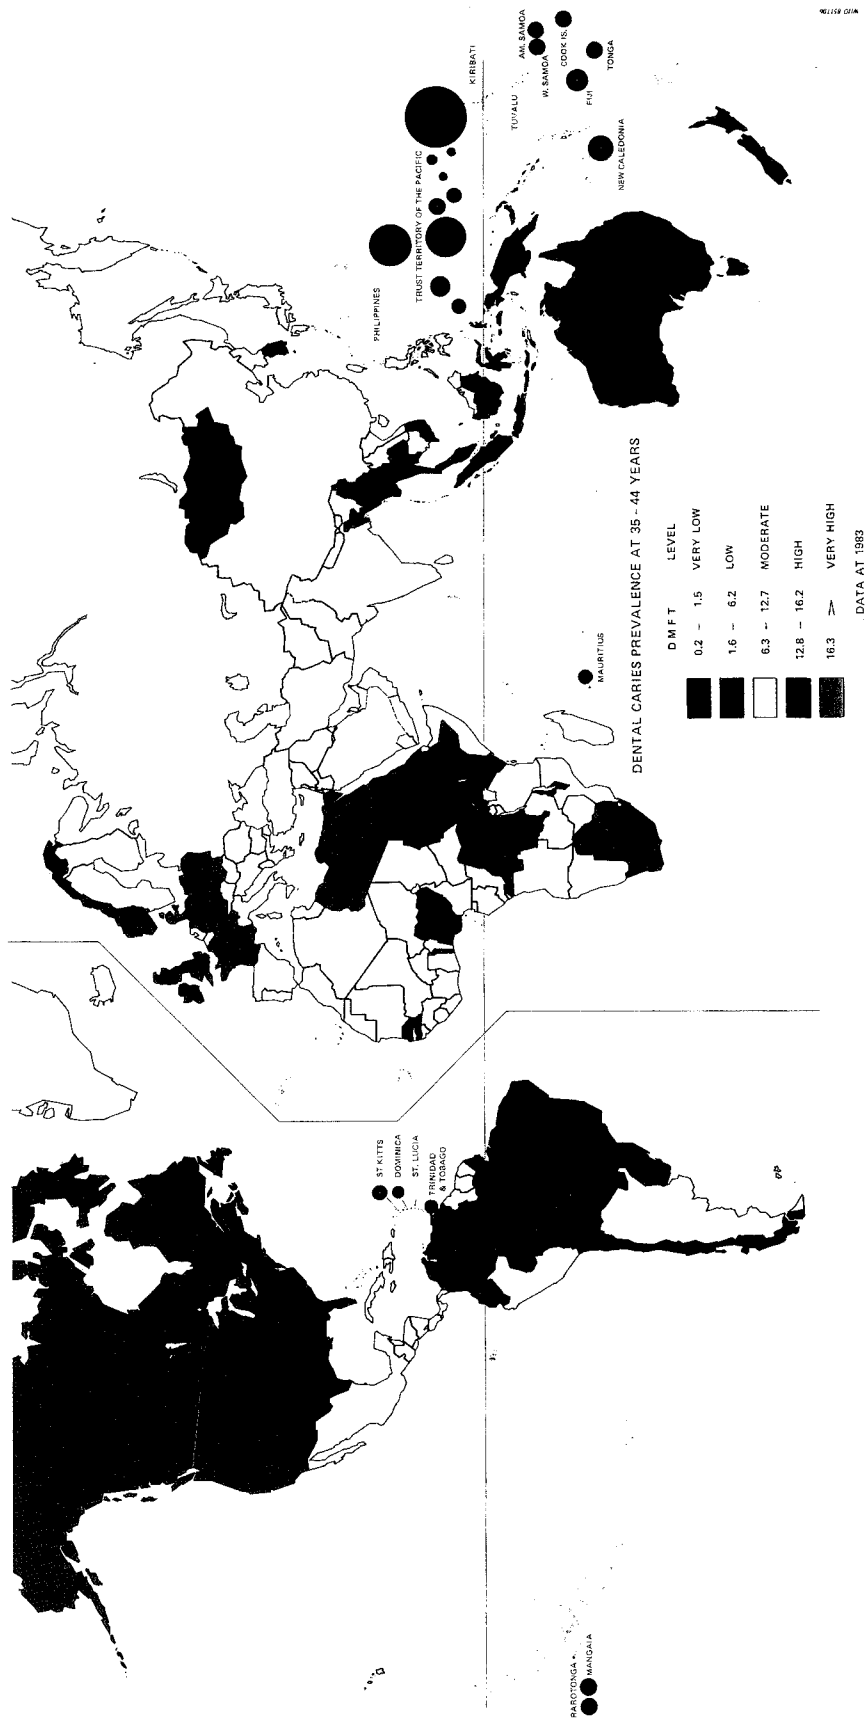 WHO 851106
KIRIBATI
TUVALU
AM. SAMOA
W. SAMOA
COOK IS.
TONGA
FIJI
NEW CALEDONIA
TRUST TERRITORY OF THE PACIFIC
PHILIPPINES
MAURITIUS
ST KITTS
DOMINICA
ST. LUCIA
TRINIDAD
& TOBAGO
RAROTONGA
MANGAIA
DENTAL CARIES PREVALENCE AT 35 - 44 YEARS
D M F T LEVEL
0.2 - 1.5 VERY LOW
1.6 - 6.2 LOW
6.3 - 12.7 MODERATE
12.8 - 16.2 HIGH
16.3 > VERY HIGH
DATA AT 1983